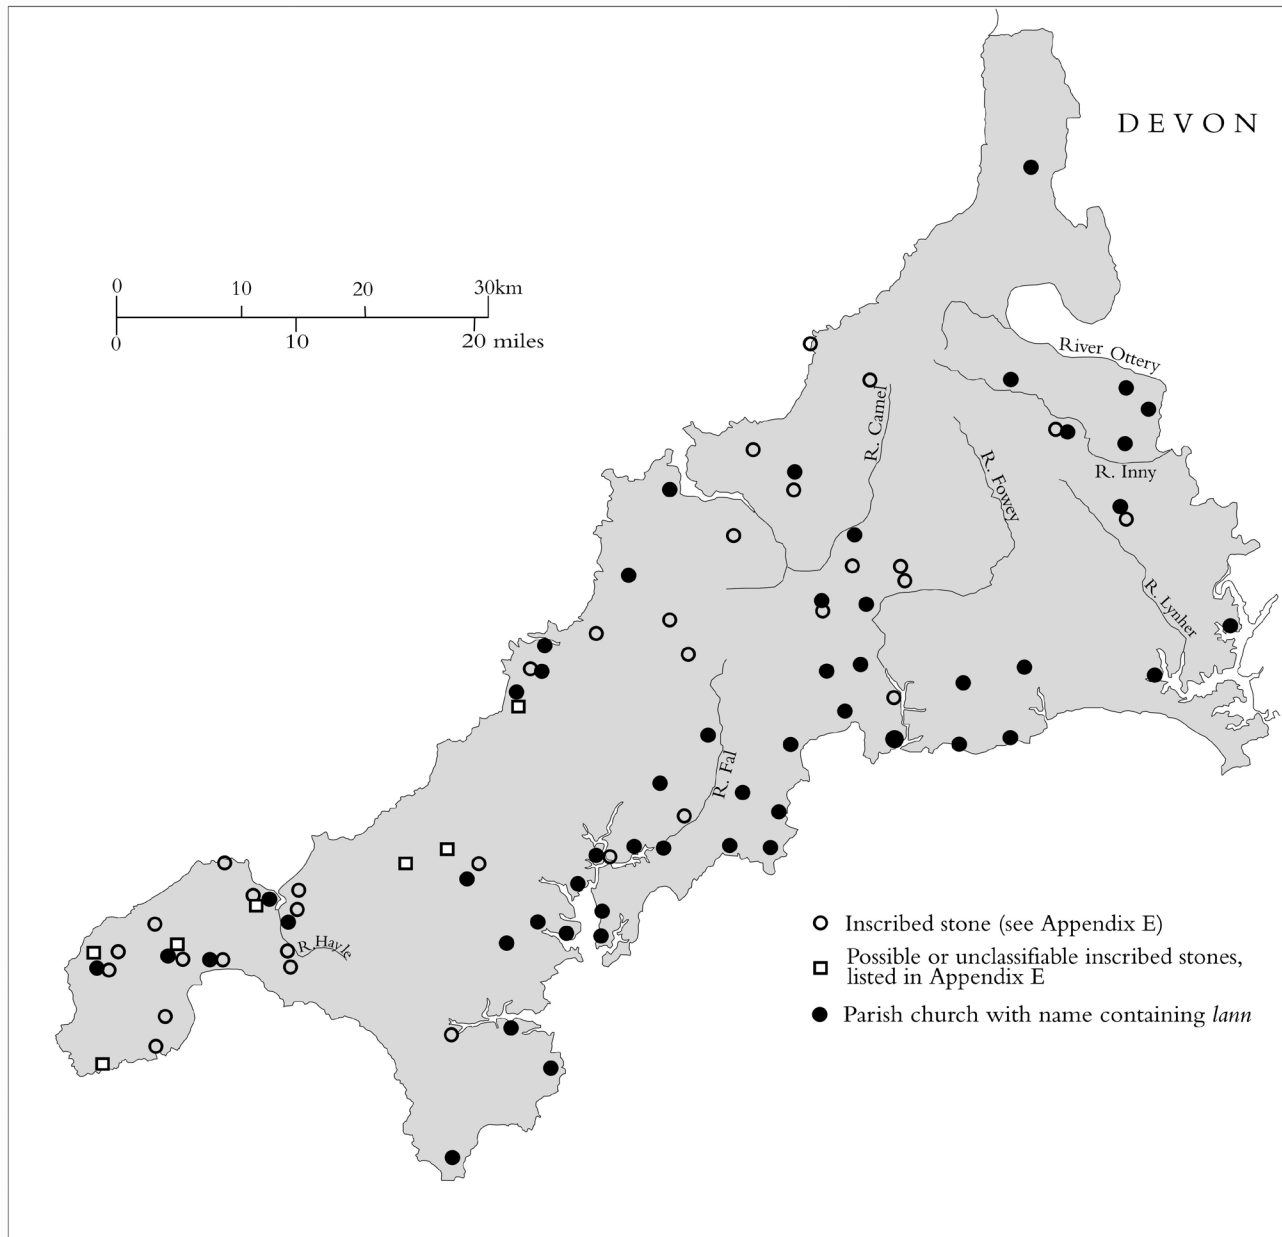 DEVON
0 10 20 30km
0 10 20 miles
River Ottery
R. Camel
R. Inny
R. Fowey
R. Lynher
R. Fal
R. Hayle
Inscribed stone (see Appendix E)
Possible or unclassifiable inscribed stones,
listed in Appendix E
Parish church with name containing lann